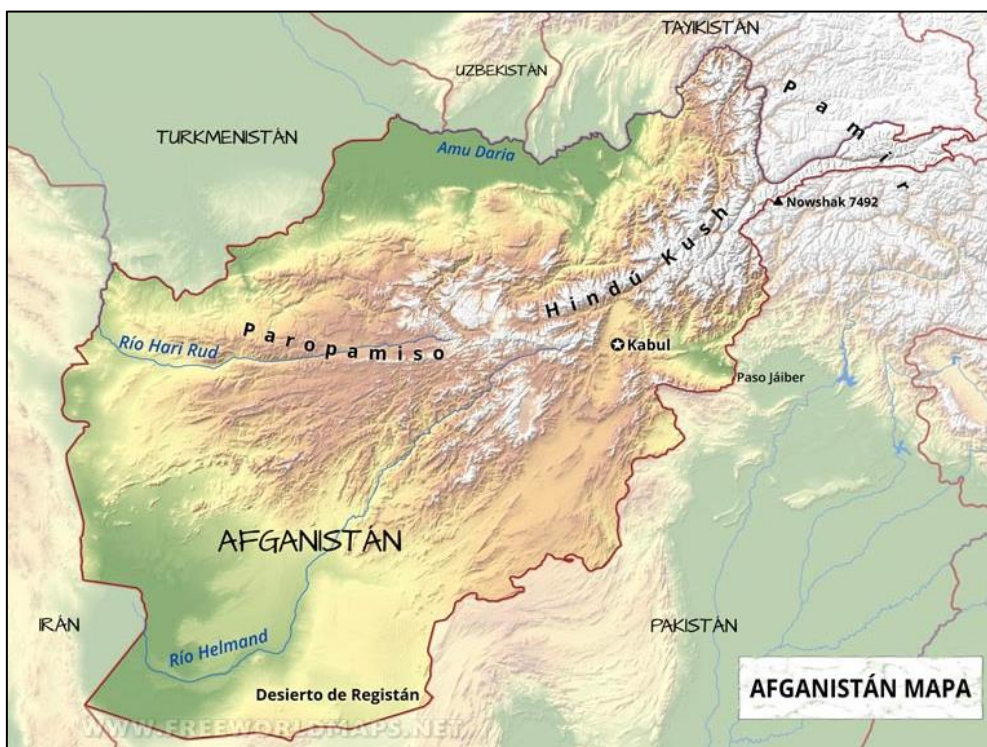 TAYIKISTÁN
UZBEKISTÁN
TURKMENISTÁN
Pamir
Amu Daria
Nowshak 7492
Hindú Kush
Paropamiso
Río Hari Rud
Kabul
Paso Jáiber
AFGANISTÁN
IRÁN
PAKISTÁN
Río Helmand
Desierto de Registán
AFGANISTÁN MAPA
WWW.FREEWORLDMAPS.NET